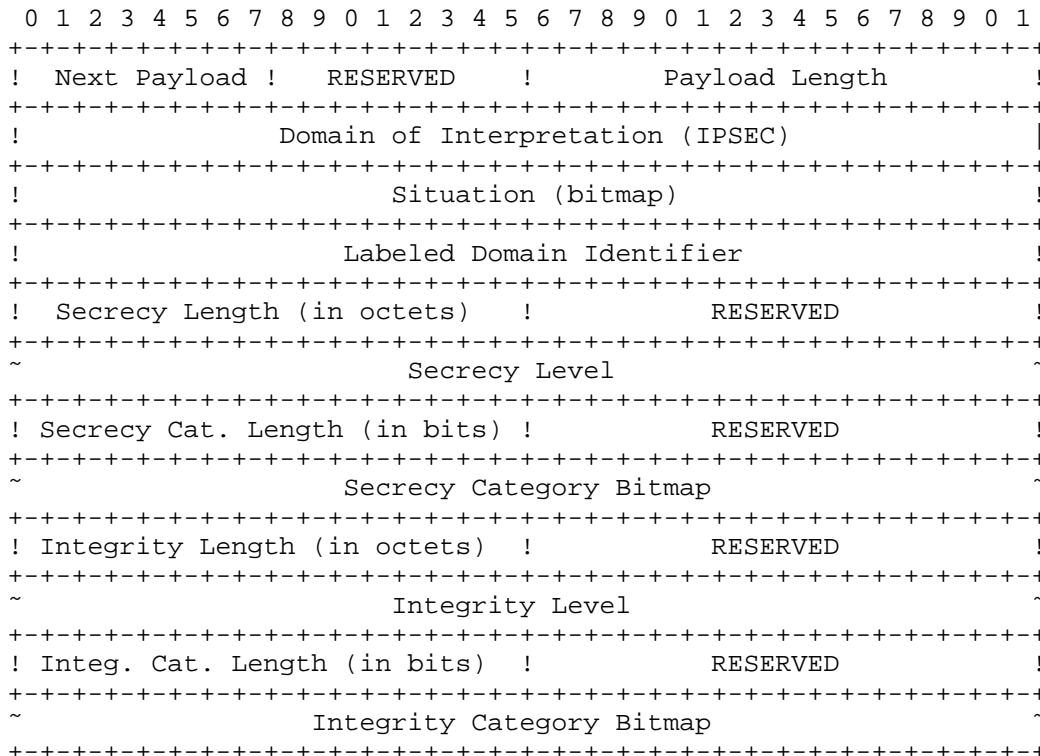 0 1 2 3 4 5 6 7 8 9 0 1 2 3 4 5 6 7 8 9 0 1 2 3 4 5 6 7 8 9 0 1
+-+-+-+-+-+-+-+-+-+-+-+-+-+-+-+-+-+-+-+-+-+-+-+-+-+-+-+-+-+-+-+-+
!  Next Payload !   RESERVED    !        Payload Length         !
+-+-+-+-+-+-+-+-+-+-+-+-+-+-+-+-+-+-+-+-+-+-+-+-+-+-+-+-+-+-+-+-+
!                Domain of Interpretation (IPSEC)               |
+-+-+-+-+-+-+-+-+-+-+-+-+-+-+-+-+-+-+-+-+-+-+-+-+-+-+-+-+-+-+-+-+
!                       Situation (bitmap)                      !
+-+-+-+-+-+-+-+-+-+-+-+-+-+-+-+-+-+-+-+-+-+-+-+-+-+-+-+-+-+-+-+-+
!                    Labeled Domain Identifier                  !
+-+-+-+-+-+-+-+-+-+-+-+-+-+-+-+-+-+-+-+-+-+-+-+-+-+-+-+-+-+-+-+-+
!  Secrecy Length (in octets)   !           RESERVED            !
+-+-+-+-+-+-+-+-+-+-+-+-+-+-+-+-+-+-+-+-+-+-+-+-+-+-+-+-+-+-+-+-+
~                        Secrecy Level                          ~
+-+-+-+-+-+-+-+-+-+-+-+-+-+-+-+-+-+-+-+-+-+-+-+-+-+-+-+-+-+-+-+-+
! Secrecy Cat. Length (in bits) !           RESERVED            !
+-+-+-+-+-+-+-+-+-+-+-+-+-+-+-+-+-+-+-+-+-+-+-+-+-+-+-+-+-+-+-+-+
~                    Secrecy Category Bitmap                    ~
+-+-+-+-+-+-+-+-+-+-+-+-+-+-+-+-+-+-+-+-+-+-+-+-+-+-+-+-+-+-+-+-+
! Integrity Length (in octets)  !           RESERVED            !
+-+-+-+-+-+-+-+-+-+-+-+-+-+-+-+-+-+-+-+-+-+-+-+-+-+-+-+-+-+-+-+-+
~                       Integrity Level                         ~
+-+-+-+-+-+-+-+-+-+-+-+-+-+-+-+-+-+-+-+-+-+-+-+-+-+-+-+-+-+-+-+-+
! Integ. Cat. Length (in bits)  !           RESERVED            !
+-+-+-+-+-+-+-+-+-+-+-+-+-+-+-+-+-+-+-+-+-+-+-+-+-+-+-+-+-+-+-+-+
~                  Integrity Category Bitmap                    ~
+-+-+-+-+-+-+-+-+-+-+-+-+-+-+-+-+-+-+-+-+-+-+-+-+-+-+-+-+-+-+-+-+